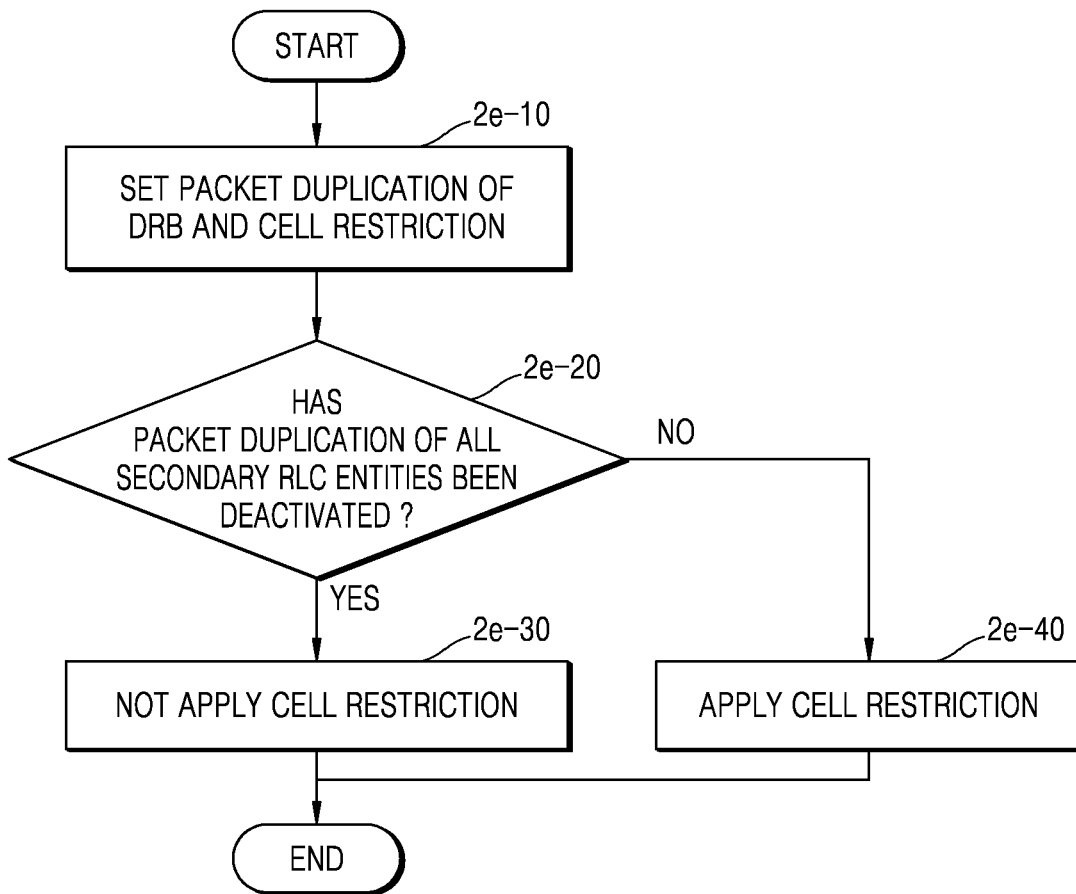 START
2e-10
SET PACKET DUPLICATION OF
DRB AND CELL RESTRICTION
2e-20
HAS
PACKET DUPLICATION OF ALL
SECONDARY RLC ENTITIES BEEN
DEACTIVATED ?
NO
YES
2e-30
NOT APPLY CELL RESTRICTION
2e-40
APPLY CELL RESTRICTION
END